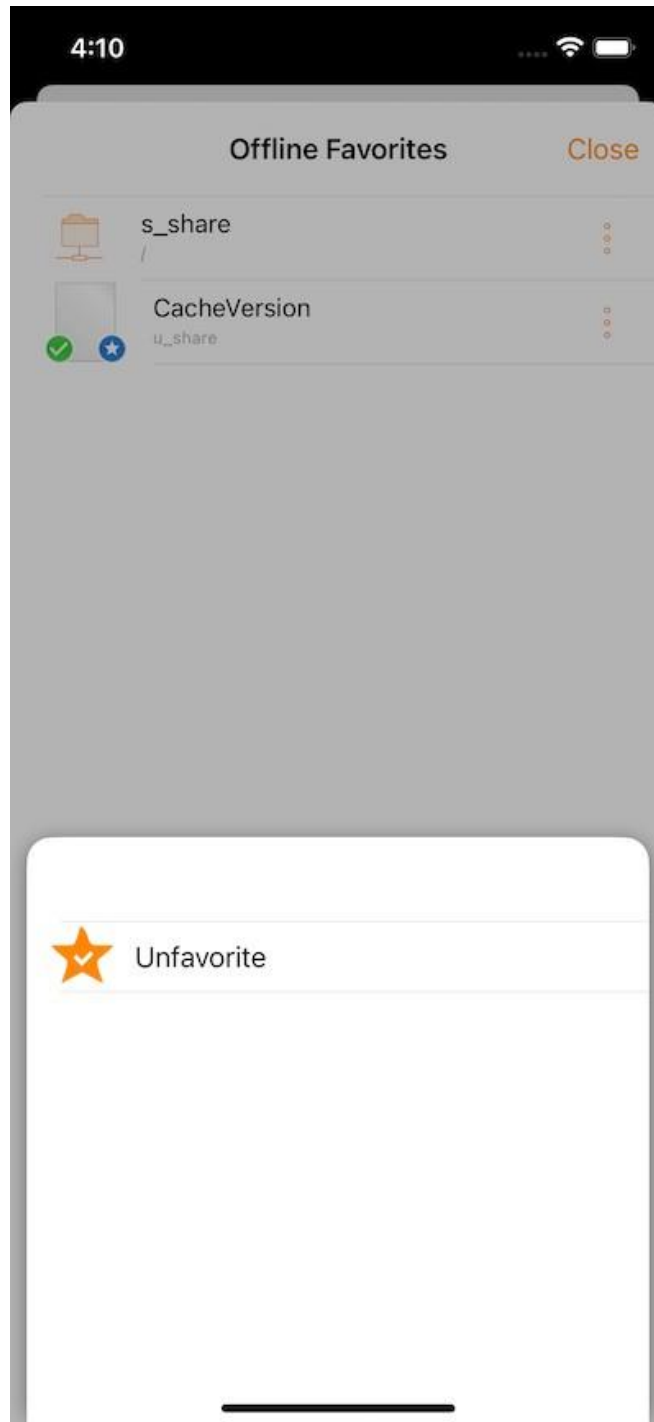 4:10
Offline Favorites
Close
s_share
/
CacheVersion
u_share
Unfavorite